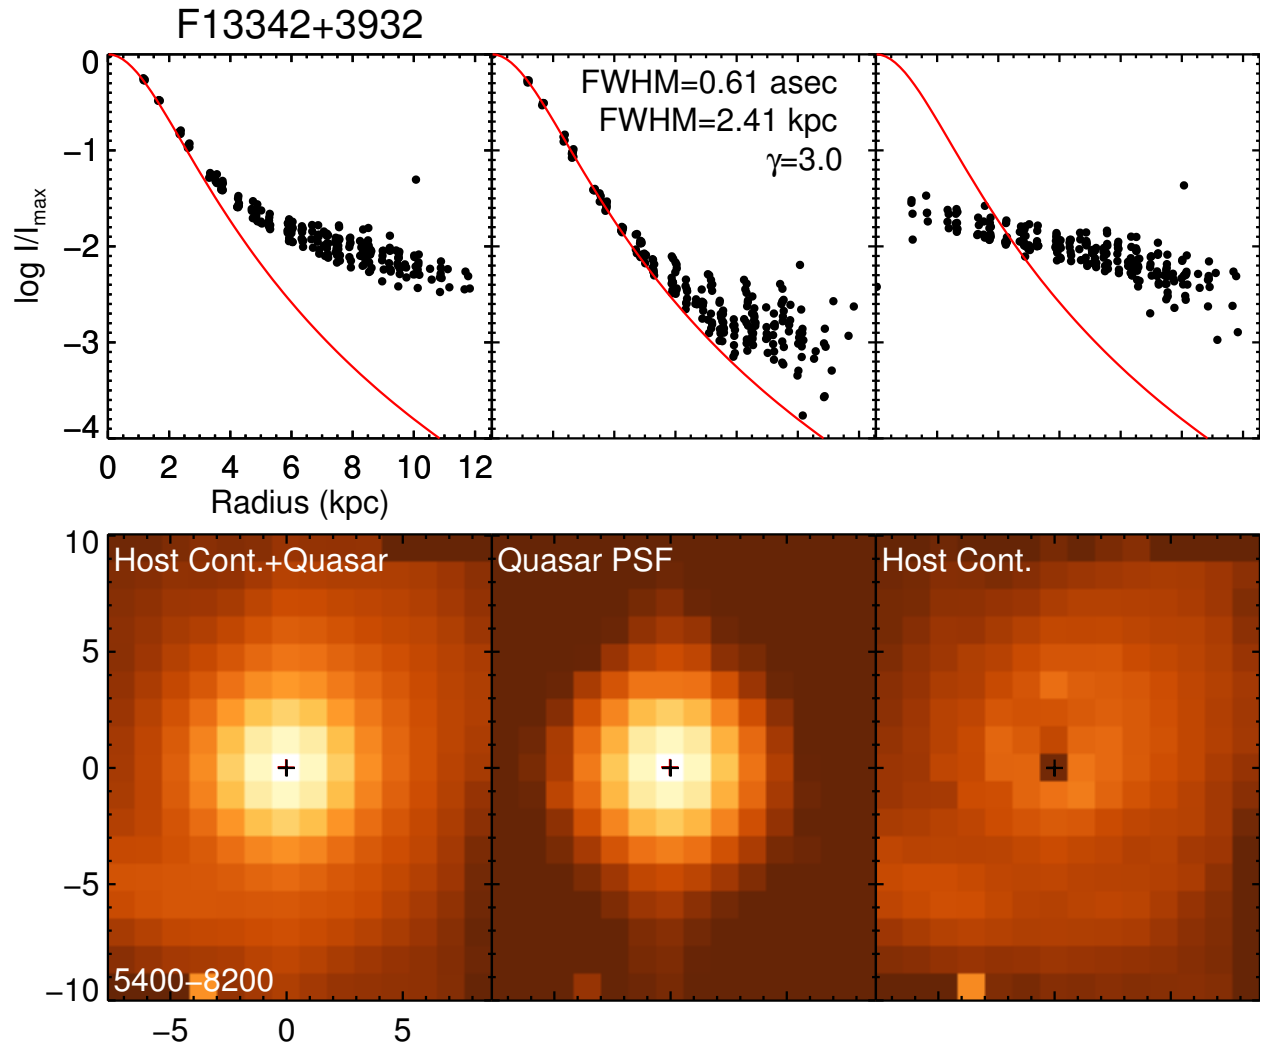 F13342+3932
0
−1
−2
−3
−4
log I/Imax
FWHM=0.61 asec
FWHM=2.41 kpc
γ=3.0
0 2 4 6 8 10 12
Radius (kpc)
Host Cont.+Quasar
Quasar PSF
Host Cont.
10
5
0
−5
−10
5400−8200
−5 0 5